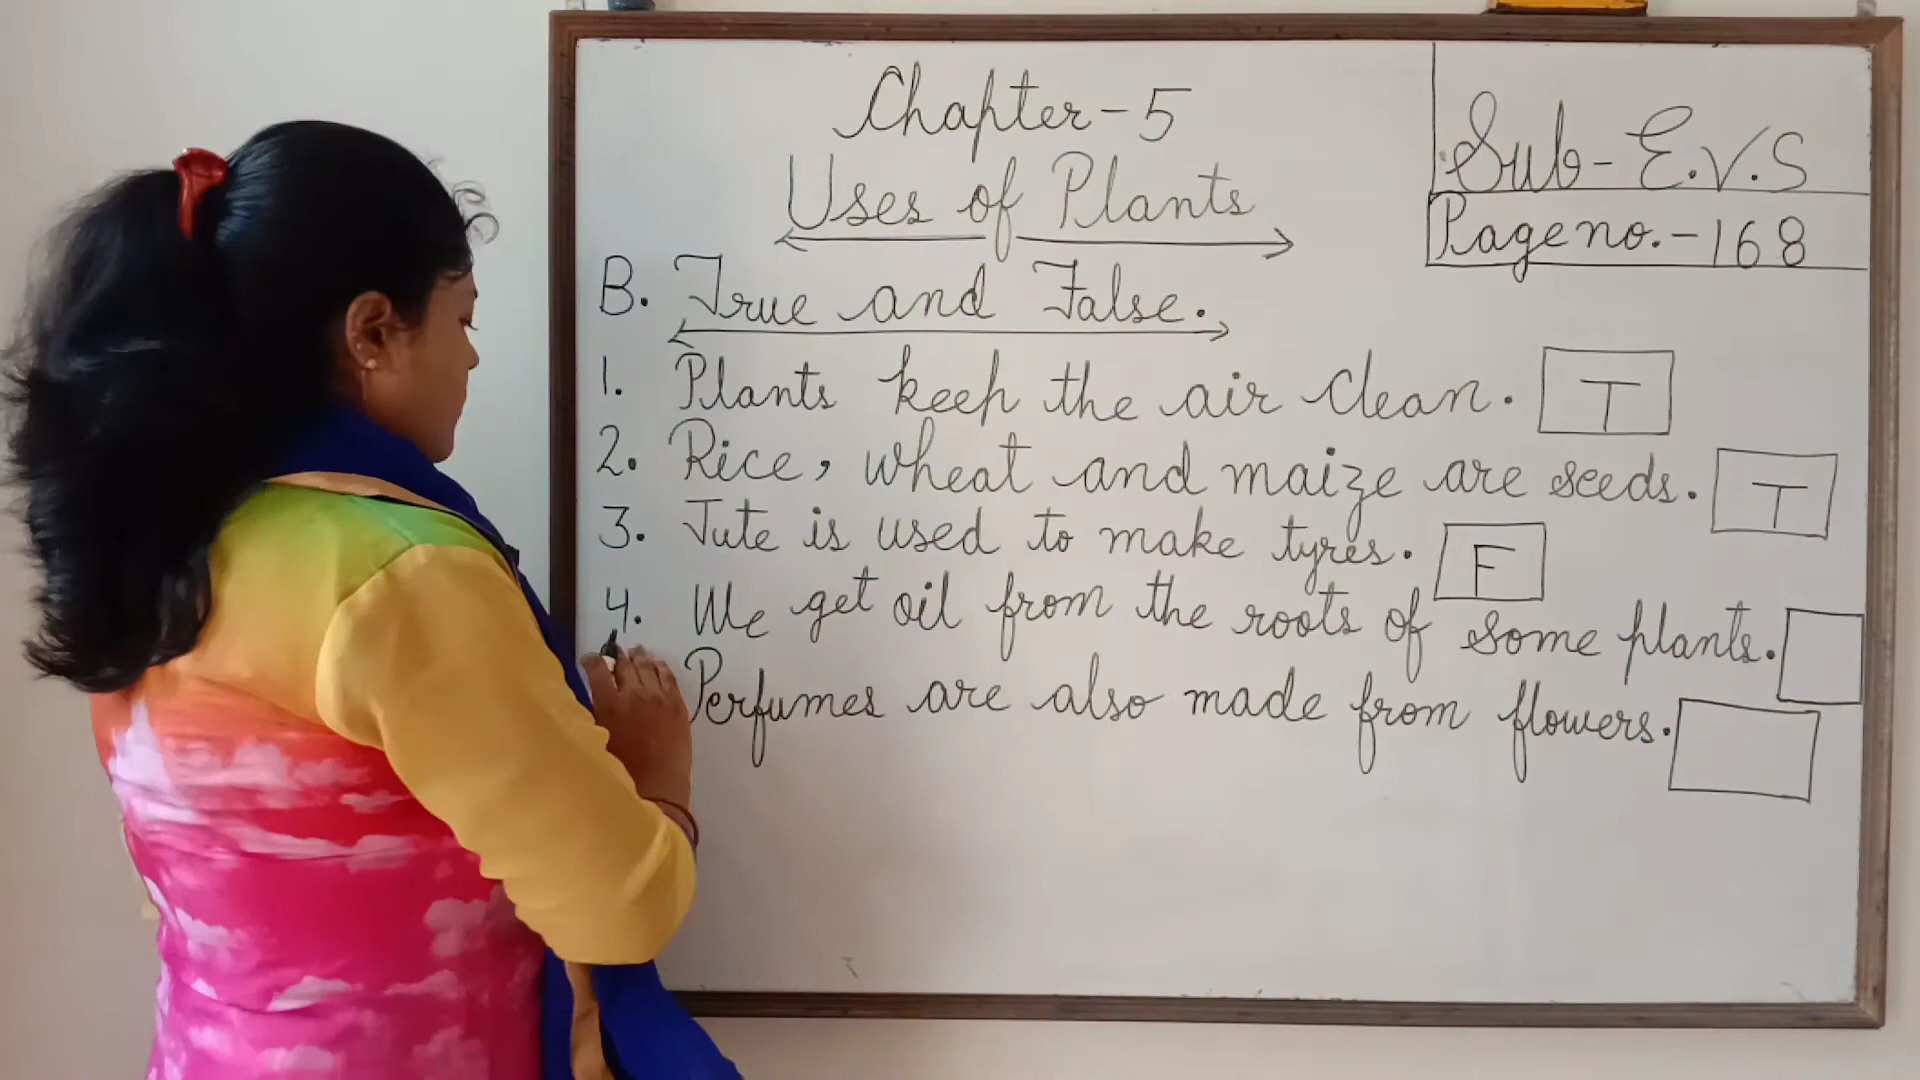 Chapter-5
Sub-E.V.S
Uses of Plants
Page no.-168
B. True and False.
1. Plants keep the air clean. T
2. Rice, wheat and maize are seeds. T
3. Jute is used to make tyres. F
4. We get oil from the roots of some plants.
Perfumes are also made from flowers.